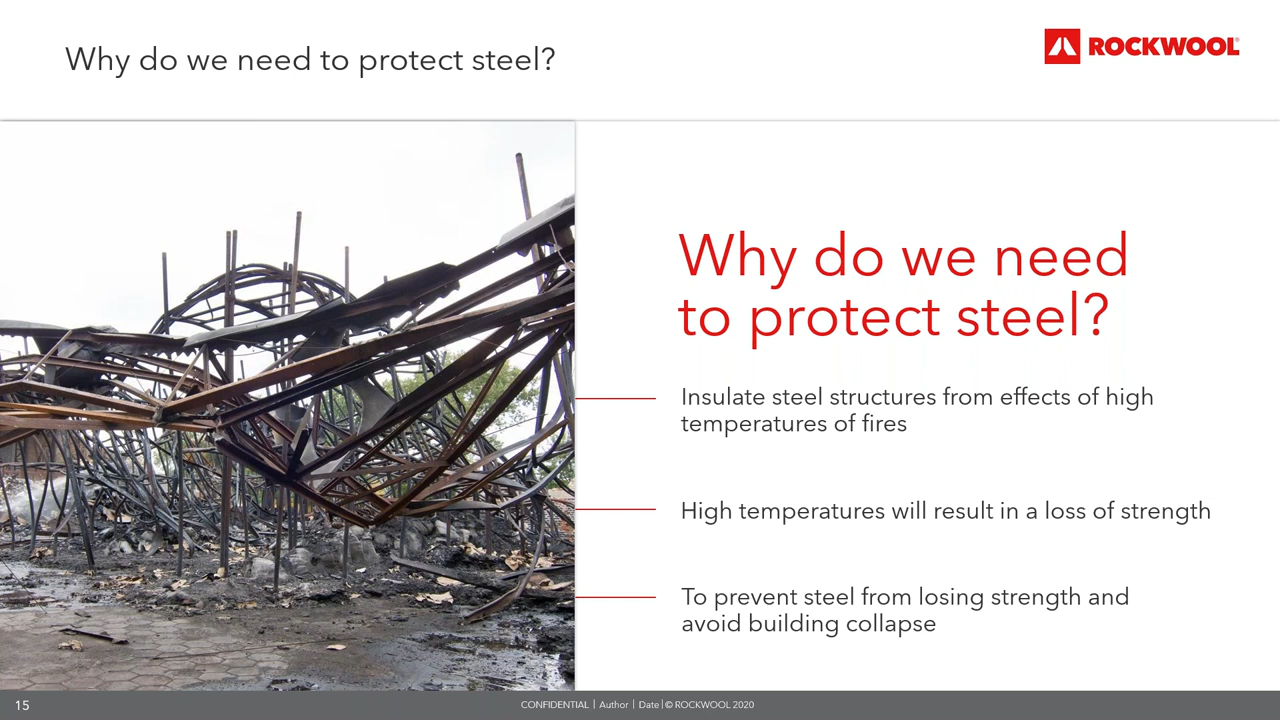 Why do we need to protect steel?
ROCKWOOL®
Why do we need
to protect steel?
Insulate steel structures from effects of high
temperatures of fires
High temperatures will result in a loss of strength
To prevent steel from losing strength and
avoid building collapse
15
CONFIDENTIAL | Author | Date | © ROCKWOOL 2020